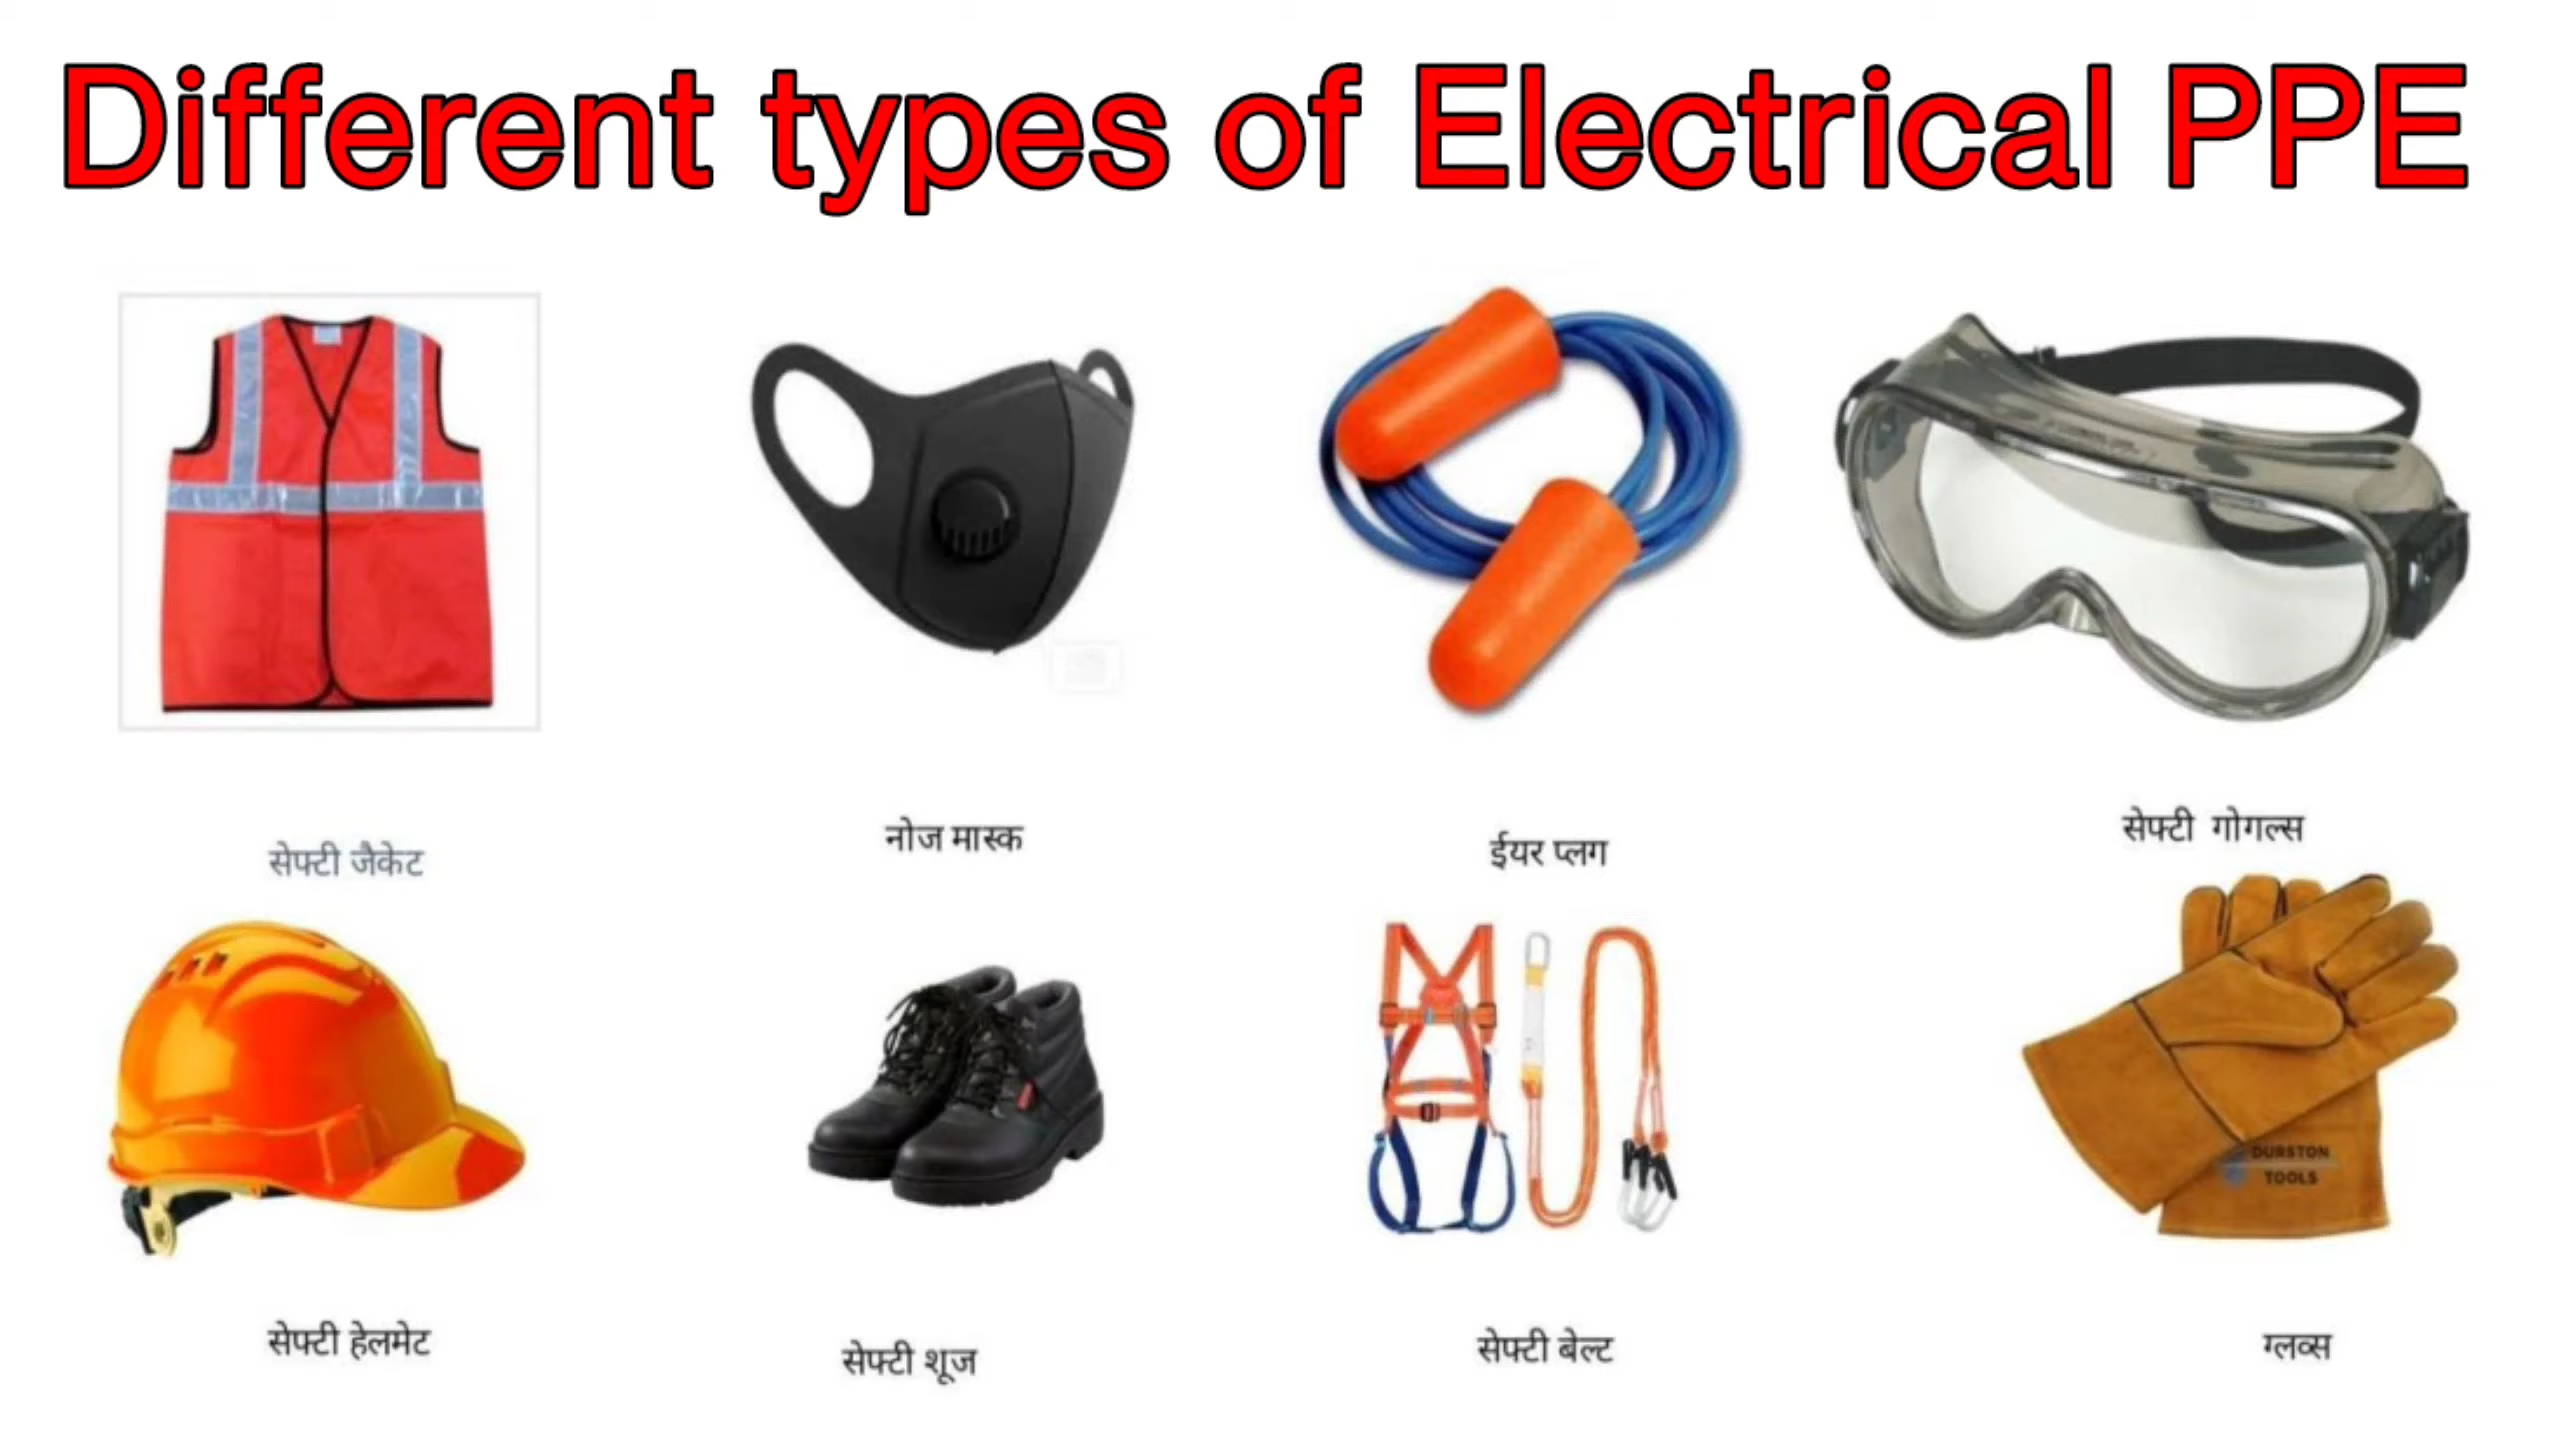 Different types of Electrical PPE
सेफ्टी जैकेट
नोज मास्क
ईयर प्लग
सेफ्टी गोगल्स
DURSTON
TOOLS
सेफ्टी हेलमेट
सेफ्टी शूज
सेफ्टी बेल्ट
ग्लव्स